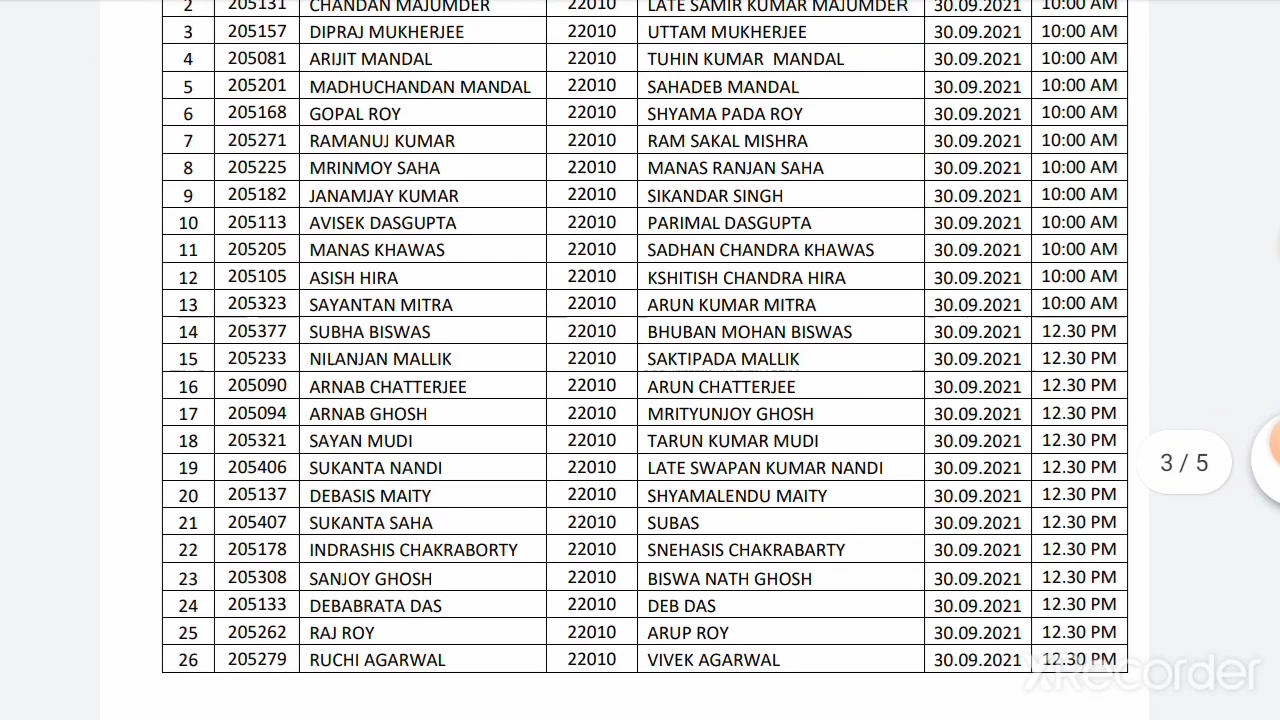 2 205131 CHANDAN MAJUMDER 22010 LATE SAMIR KUMAR MAJUMDER 30.09.2021 10:00 AM
3 205157 DIPRAJ MUKHERJEE 22010 UTTAM MUKHERJEE 30.09.2021 10:00 AM
4 205081 ARIJIT MANDAL 22010 TUHIN KUMAR MANDAL 30.09.2021 10:00 AM
5 205201 MADHUCHANDAN MANDAL 22010 SAHADEB MANDAL 30.09.2021 10:00 AM
6 205168 GOPAL ROY 22010 SHYAMA PADA ROY 30.09.2021 10:00 AM
7 205271 RAMANUJ KUMAR 22010 RAM SAKAL MISHRA 30.09.2021 10:00 AM
8 205225 MRINMOY SAHA 22010 MANAS RANJAN SAHA 30.09.2021 10:00 AM
9 205182 JANAMJAY KUMAR 22010 SIKANDAR SINGH 30.09.2021 10:00 AM
10 205113 AVISEK DASGUPTA 22010 PARIMAL DASGUPTA 30.09.2021 10:00 AM
11 205205 MANAS KHAWAS 22010 SADHAN CHANDRA KHAWAS 30.09.2021 10:00 AM
12 205105 ASISH HIRA 22010 KSHITISH CHANDRA HIRA 30.09.2021 10:00 AM
13 205323 SAYANTAN MITRA 22010 ARUN KUMAR MITRA 30.09.2021 10:00 AM
14 205377 SUBHA BISWAS 22010 BHUBAN MOHAN BISWAS 30.09.2021 12.30 PM
15 205233 NILANJAN MALLIK 22010 SAKTIPADA MALLIK 30.09.2021 12.30 PM
16 205090 ARNAB CHATTERJEE 22010 ARUN CHATTERJEE 30.09.2021 12.30 PM
17 205094 ARNAB GHOSH 22010 MRITYUNJOY GHOSH 30.09.2021 12.30 PM
18 205321 SAYAN MUDI 22010 TARUN KUMAR MUDI 30.09.2021 12.30 PM
19 205406 SUKANTA NANDI 22010 LATE SWAPAN KUMAR NANDI 30.09.2021 12.30 PM
20 205137 DEBASIS MAITY 22010 SHYAMALENDU MAITY 30.09.2021 12.30 PM
21 205407 SUKANTA SAHA 22010 SUBAS 30.09.2021 12.30 PM
22 205178 INDRASHIS CHAKRABORTY 22010 SNEHASIS CHAKRABARTY 30.09.2021 12.30 PM
23 205308 SANJOY GHOSH 22010 BISWA NATH GHOSH 30.09.2021 12.30 PM
24 205133 DEBABRATA DAS 22010 DEB DAS 30.09.2021 12.30 PM
25 205262 RAJ ROY 22010 ARUP ROY 30.09.2021 12.30 PM
26 205279 RUCHI AGARWAL 22010 VIVEK AGARWAL 30.09.2021 12.30 PM
3 / 5
XRecorder